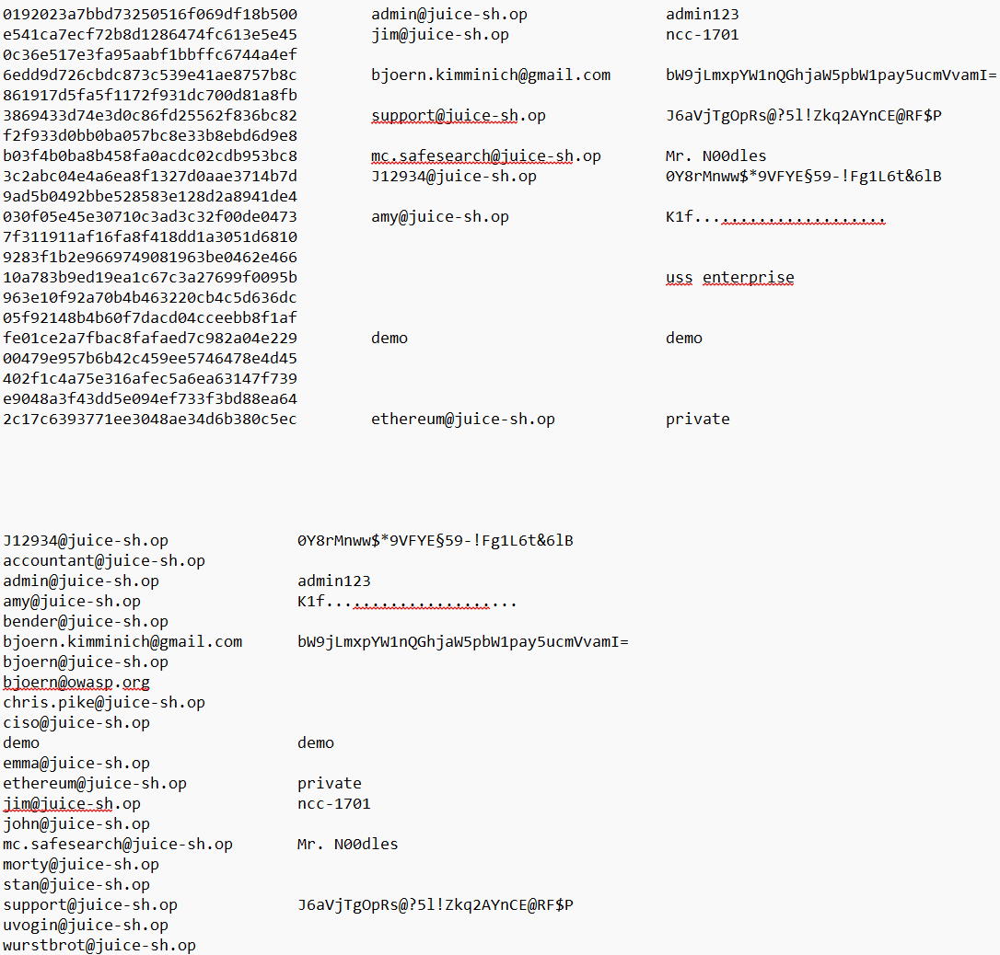 0192023a7bbd73250516f069df18b500 admin@juice-sh.op admin123
e541ca7ecf72b8d1286474fc613e5e45 jim@juice-sh.op ncc-1701
0c36e517e3fa95aabf1bbffc6744a4ef
6edd9d726cbdc873c539e41ae8757b8c bjoern.kimminich@gmail.com bW9jLmxpYW1nQGhjaW5pbW1pay5ucmVvamI=
861917d5fa5f1172f931dc700d81a8fb
3869433d74e3d0c86fd25562f836bc82 support@juice-sh.op J6aVjTgOpRs@?5l!Zkq2AYnCE@RF$P
f2f933d0bb0ba057bc8e33b8ebd6d9e8
b03f4b0ba8b458fa0acdc02cdb953bc8 mc.safesearch@juice-sh.op Mr. N00dles
3c2abc04e4a6ea8f1327d0aae3714b7d J12934@juice-sh.op 0Y8rMnww$*9VFYE§59-!Fg1L6t&6lB
9ad5b0492bbe528583e128d2a8941de4
030f05e45e30710c3ad3c32f00de0473 amy@juice-sh.op K1f.....................
7f311911af16fa8f418dd1a3051d6810
9283f1b2e9669749081963be0462e466
10a783b9ed19ea1c67c3a27699f0095b uss enterprise
963e10f92a70b4b463220cb4c5d636dc
05f92148b4b60f7dacd04cceebb8f1af
fe01ce2a7fbac8fafaed7c982a04e229 demo demo
00479e957b6b42c459ee5746478e4d45
402f1c4a75e316afec5a6ea63147f739
e9048a3f43dd5e094ef733f3bd88ea64
2c17c6393771ee3048ae34d6b380c5ec ethereum@juice-sh.op private
J12934@juice-sh.op 0Y8rMnww$*9VFYE§59-!Fg1L6t&6lB
accountant@juice-sh.op
admin@juice-sh.op admin123
amy@juice-sh.op K1f.....................
bender@juice-sh.op
bjoern.kimminich@gmail.com bW9jLmxpYW1nQGhjaW5pbW1pay5ucmVvamI=
bjoern@juice-sh.op
bjoern@owasp.org
chris.pike@juice-sh.op
ciso@juice-sh.op
demo demo
emma@juice-sh.op
ethereum@juice-sh.op private
jim@juice-sh.op ncc-1701
john@juice-sh.op
mc.safesearch@juice-sh.op Mr. N00dles
morty@juice-sh.op
stan@juice-sh.op
support@juice-sh.op J6aVjTgOpRs@?5l!Zkq2AYnCE@RF$P
uvogin@juice-sh.op
wurstbrot@juice-sh.op